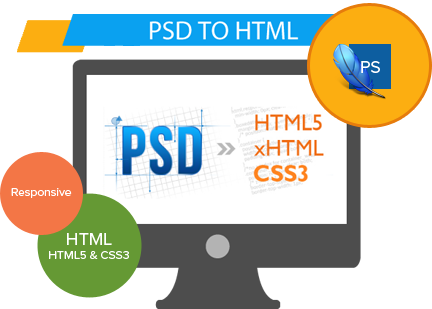 PSD TO HTML
PS
PSD
HTML5
xHTML
CSS3
Responsive
HTML
HTML5 & CSS3